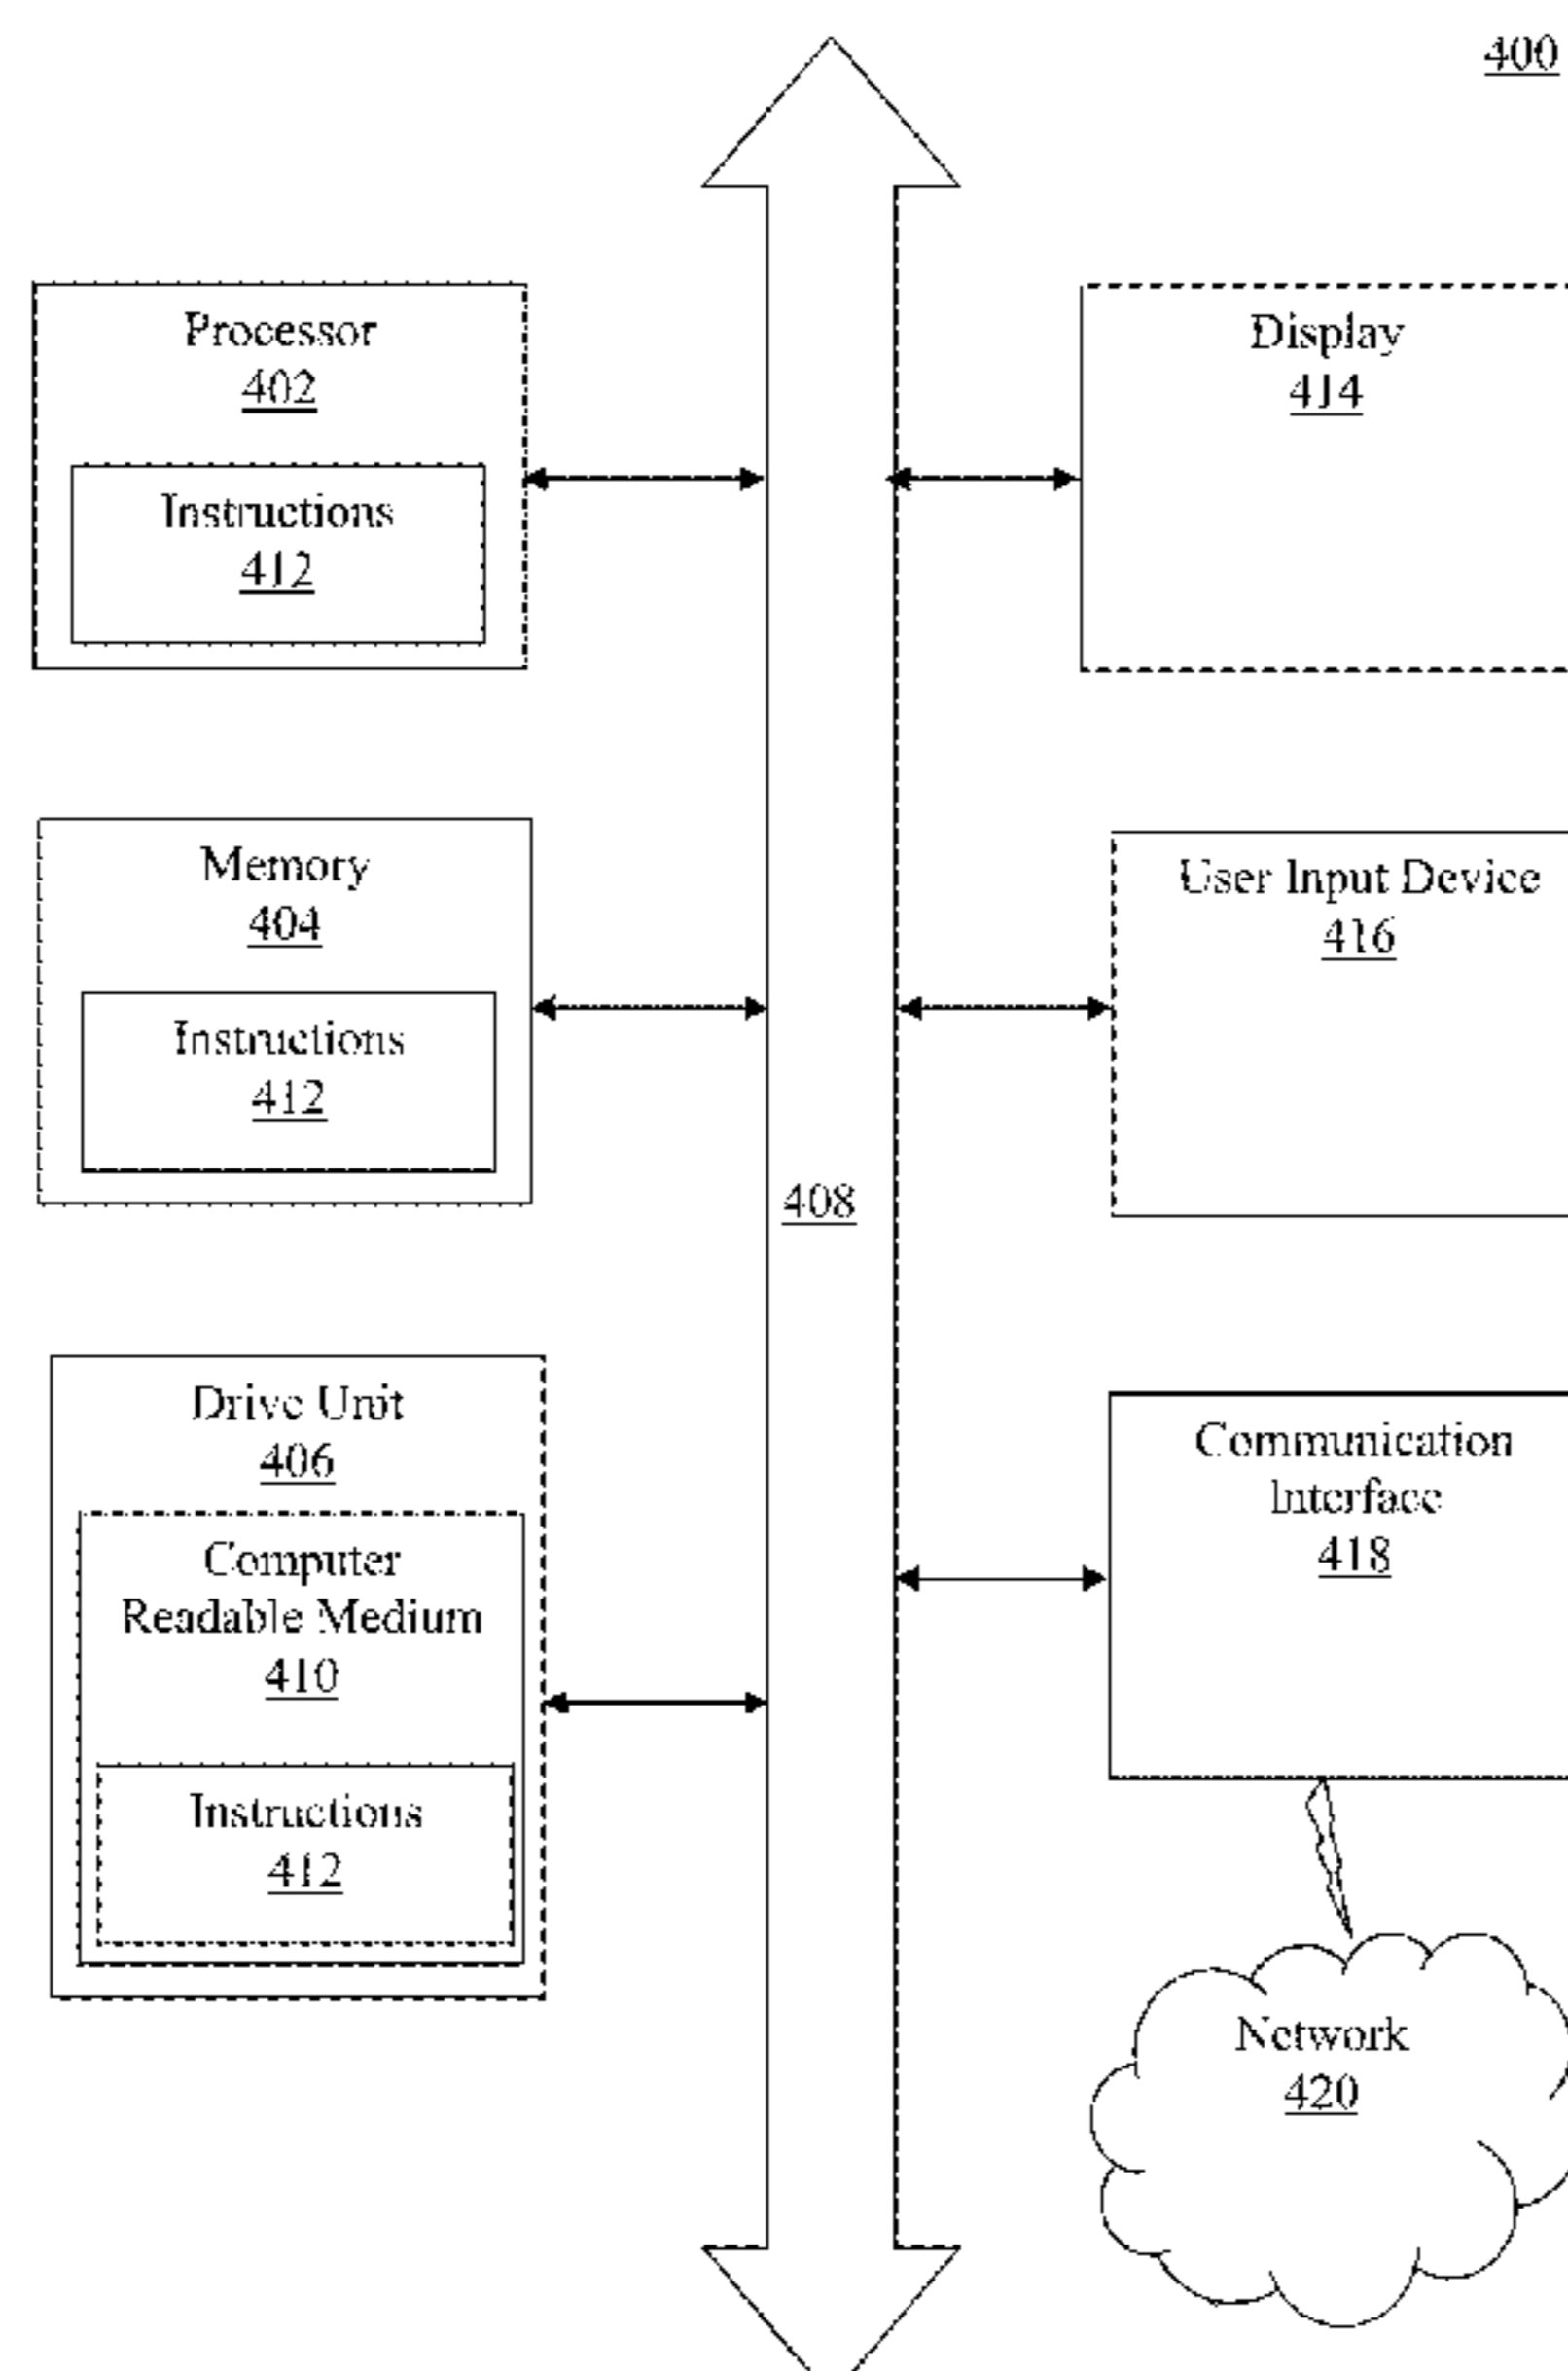 400
Processor
402
Instructions
412
Memory
404
Instructions
412
Drive Unit
406
Computer
Readable Medium
410
Instructions
412
408
Display
414
User Input Device
416
Communication
Interface
418
Network
420